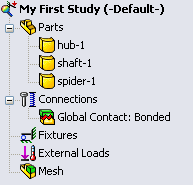 My First Study (-Default-)
Parts
hub-1
shaft-1
spider-1
Connections
Global Contact: Bonded
Fixtures
External Loads
Mesh